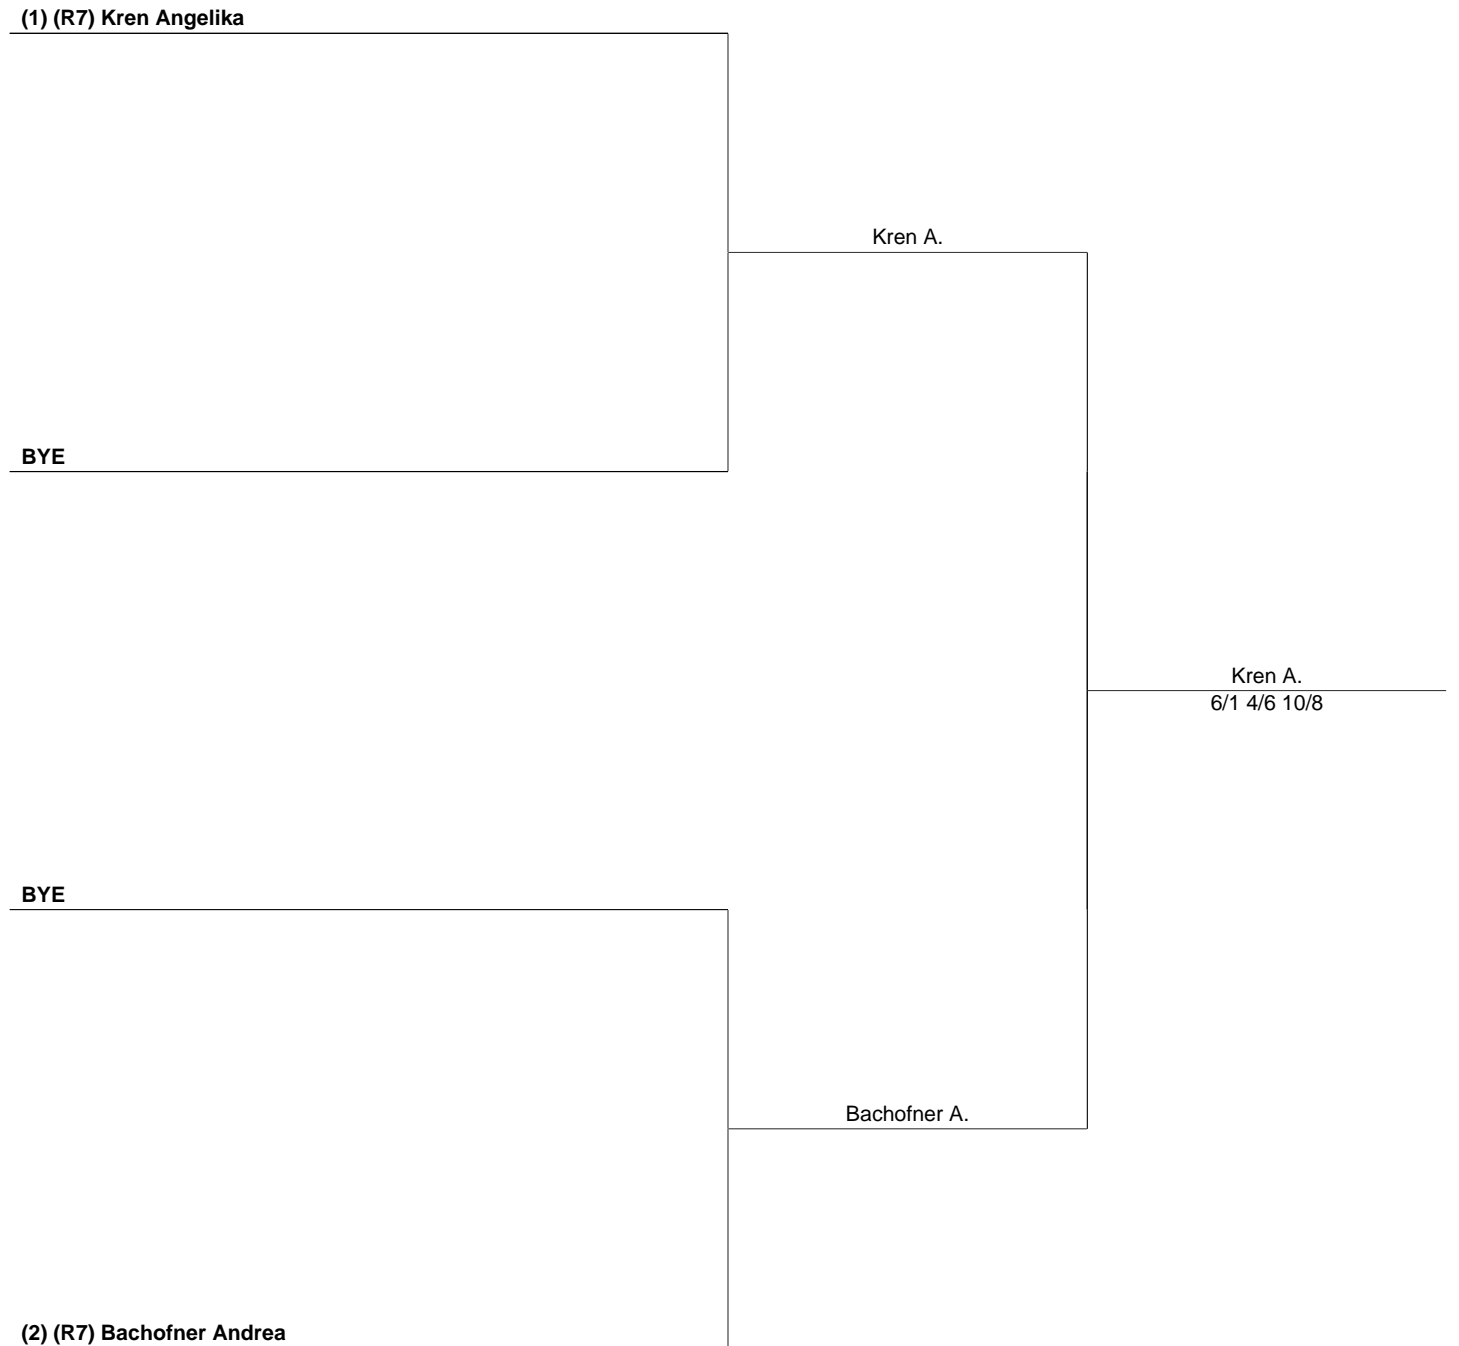 (1) (R7) Kren Angelika
Kren A.
BYE
Kren A.
6/1 4/6 10/8
BYE
Bachofner A.
(2) (R7) Bachofner Andrea